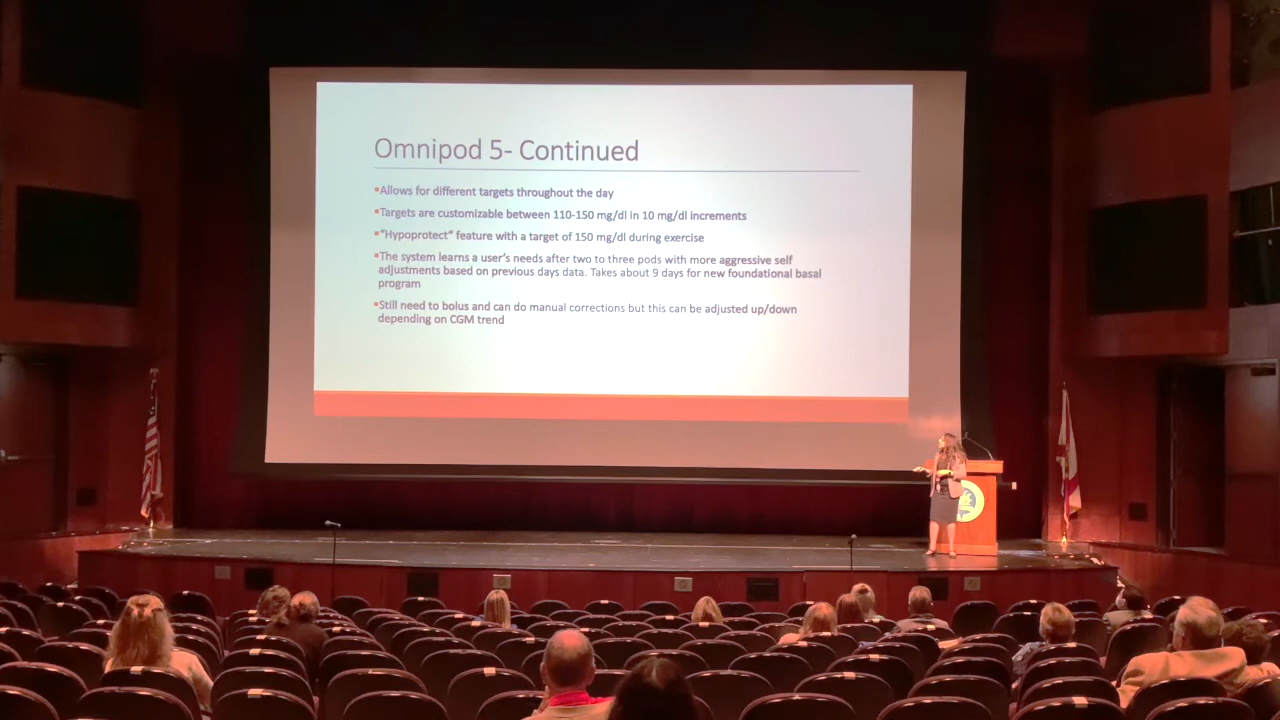 Omnipod 5- Continued
Allows for different targets throughout the day
Targets are customizable between 110-150 mg/dl in 10 mg/dl increments
"Hypoprotect" feature with a target of 150 mg/dl during exercise
The system learns a user's needs after two to three pods with more aggressive self
adjustments based on previous days data. Takes about 9 days for new foundational basal
program
Still need to bolus and can do manual corrections but this can be adjusted up/down
depending on CGM trend